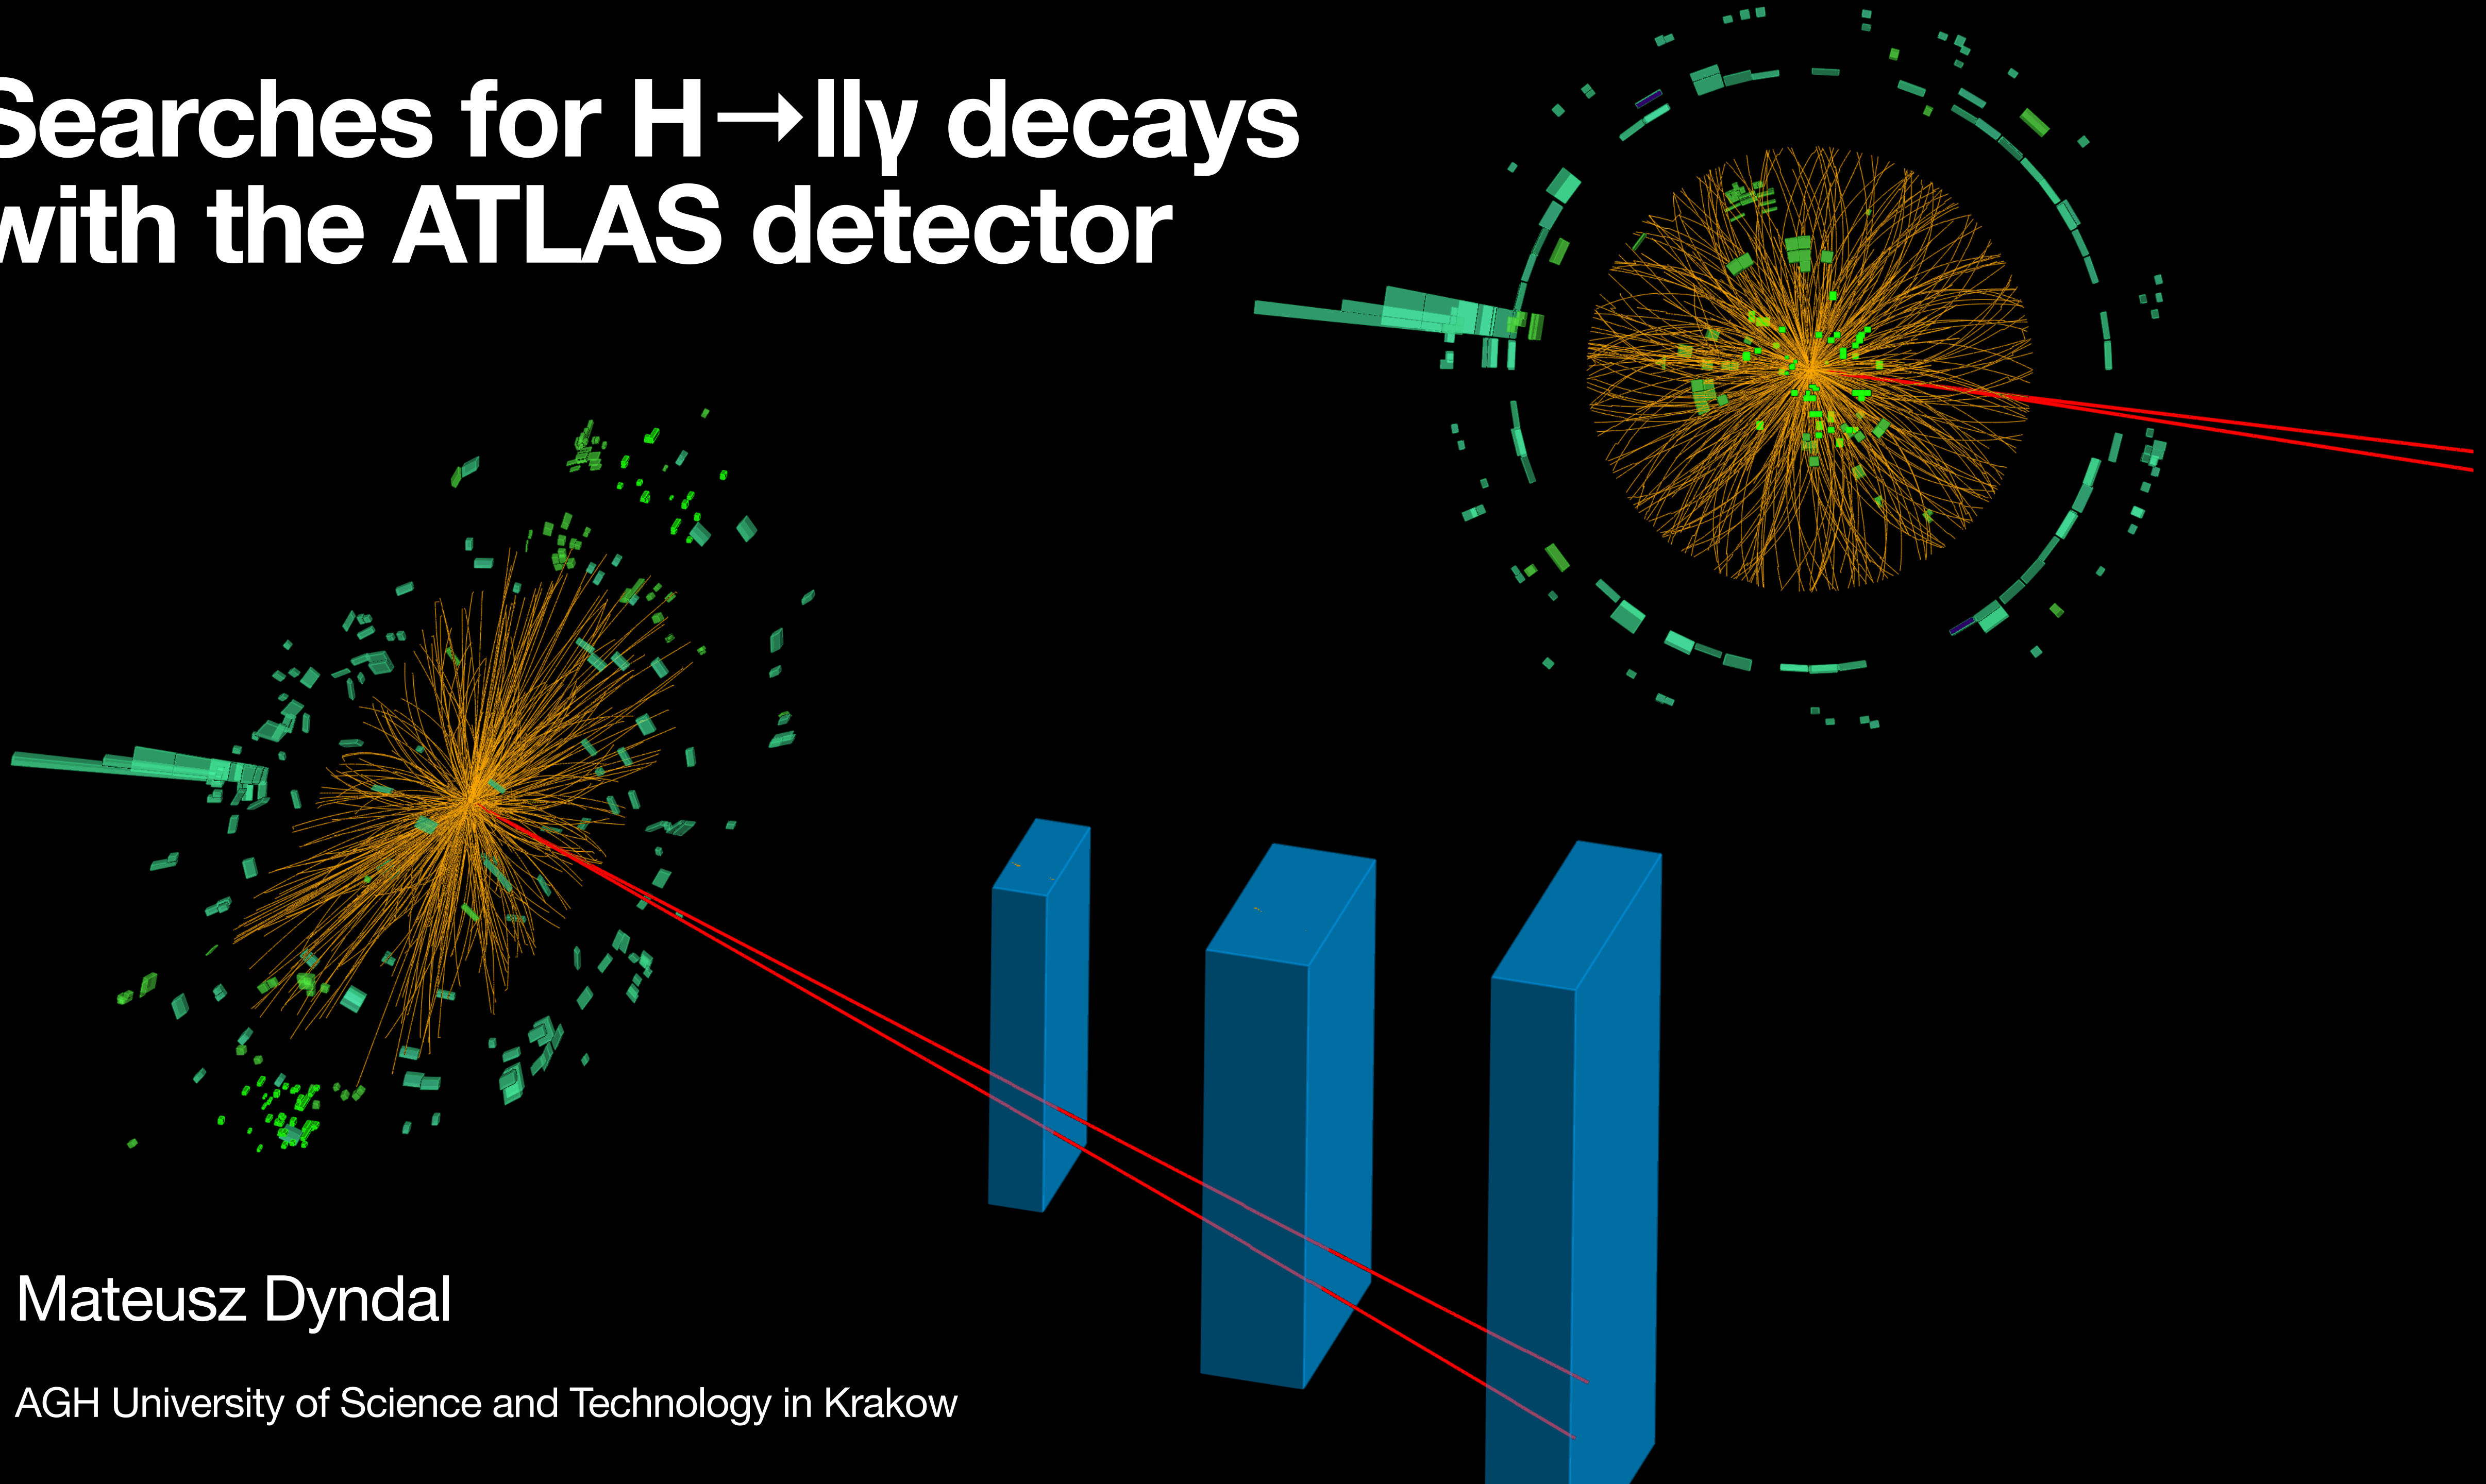 Searches for H→llγ decays
with the ATLAS detector
Mateusz Dyndal
AGH University of Science and Technology in Krakow